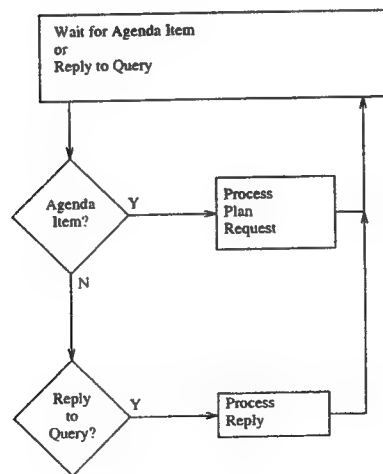 Wait for Agenda Item
or
Reply to Query
Agenda
Item?
Y
Process
Plan
Request
N
Reply
to
Query?
Y
Process
Reply